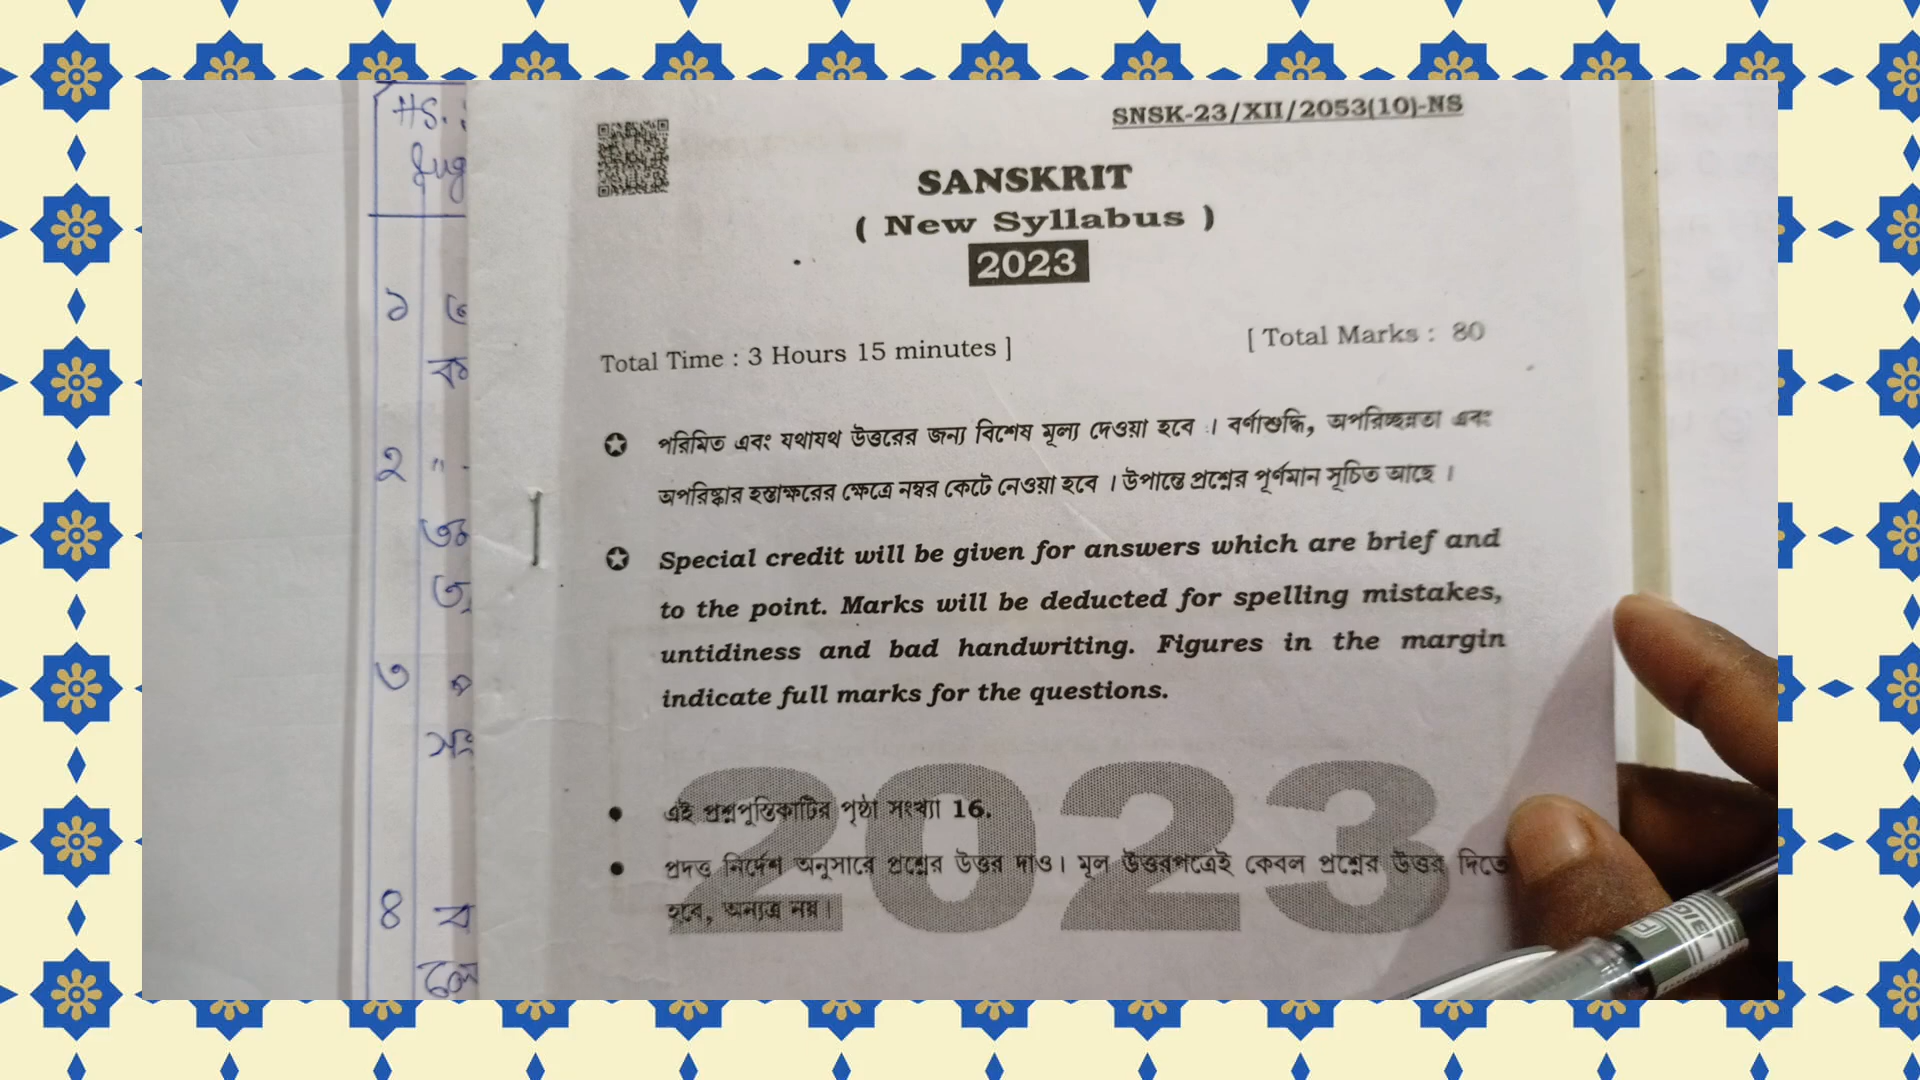 HS.:
SNSK-23/XII/2053(10)-NS
SANSKRIT
( New Syllabus )
2023
Total Time : 3 Hours 15 minutes ]
[ Total Marks : 80
পরিমিত এবং যথাযথ উত্তরের জন্য বিশেষ মূল্য দেওয়া হবে । বর্ণাশুদ্ধি, অপরিচ্ছন্নতা এবং
অপরিষ্কার হস্তাক্ষরের ক্ষেত্রে নম্বর কেটে নেওয়া হবে । উপান্তে প্রশ্নের পূর্ণমান সূচিত আছে ।
Special credit will be given for answers which are brief and
to the point. Marks will be deducted for spelling mistakes,
untidiness and bad handwriting. Figures in the margin
indicate full marks for the questions.
2023
• এই প্রশ্নপুস্তিকাটির পৃষ্ঠা সংখ্যা 16.
• প্রদত্ত নির্দেশ অনুসারে প্রশ্নের উত্তর দাও। মূল উত্তরপত্রেই কেবল প্রশ্নের উত্তর দিতে
হবে, অন্যত্র নয়।
১
২
৩
৪